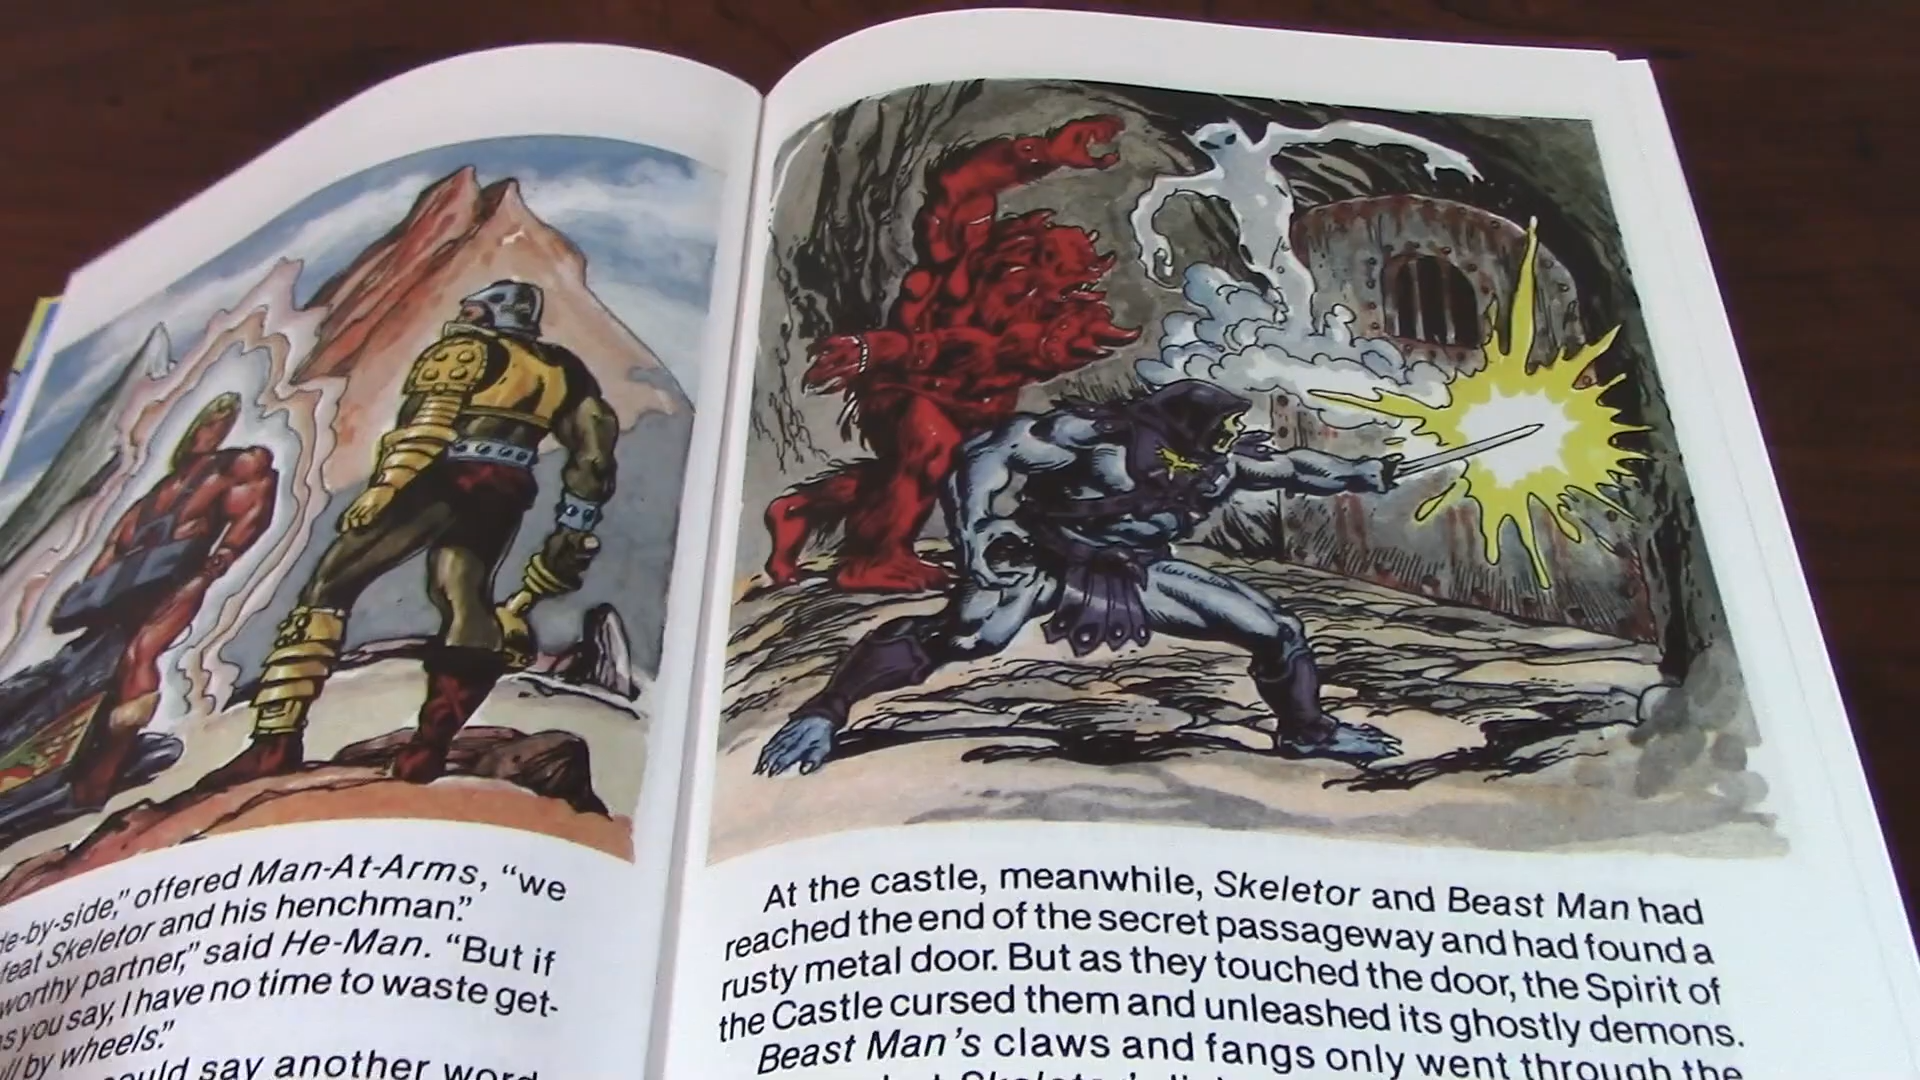 de-by-side," offered Man-At-Arms, "we
feat Skeletor and his henchman."
worthy partner," said He-Man. "But if
as you say, I have no time to waste get-
ll by wheels."
ould say another word
At the castle, meanwhile, Skeletor and Beast Man had
reached the end of the secret passageway and had found a
rusty metal door. But as they touched the door, the Spirit of
the Castle cursed them and unleashed its ghostly demons.
Beast Man's claws and fangs only went through the